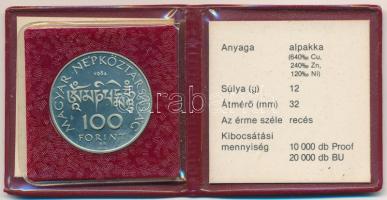 MAGYAR NÉPKÖZTÁRSASÁG
1984
100
FORINT
Anyaga alpakka
(640‰ Cu,
240‰ Zn,
120‰ Ni)
Súlya (g) 12
Átmérő (mm) 32
Az érme széle recés
Kibocsátási
mennyiség 10 000 db Proof
20 000 db BU